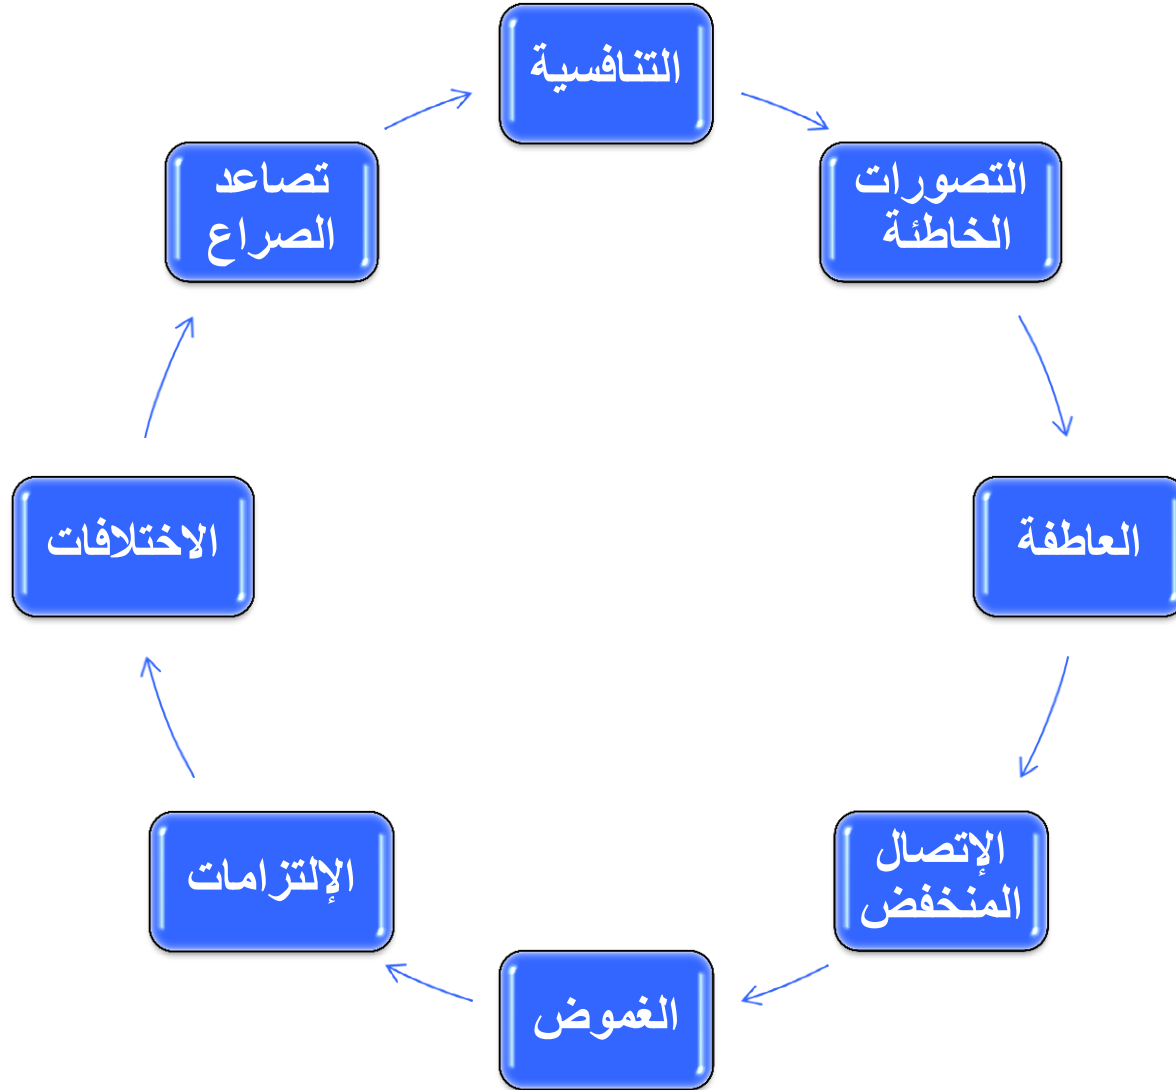 التنافسية
التصورات
الخاطئة
العاطفة
الإتصال
المنخفض
الغموض
الإلتزامات
الاختلافات
تصاعد
الصراع